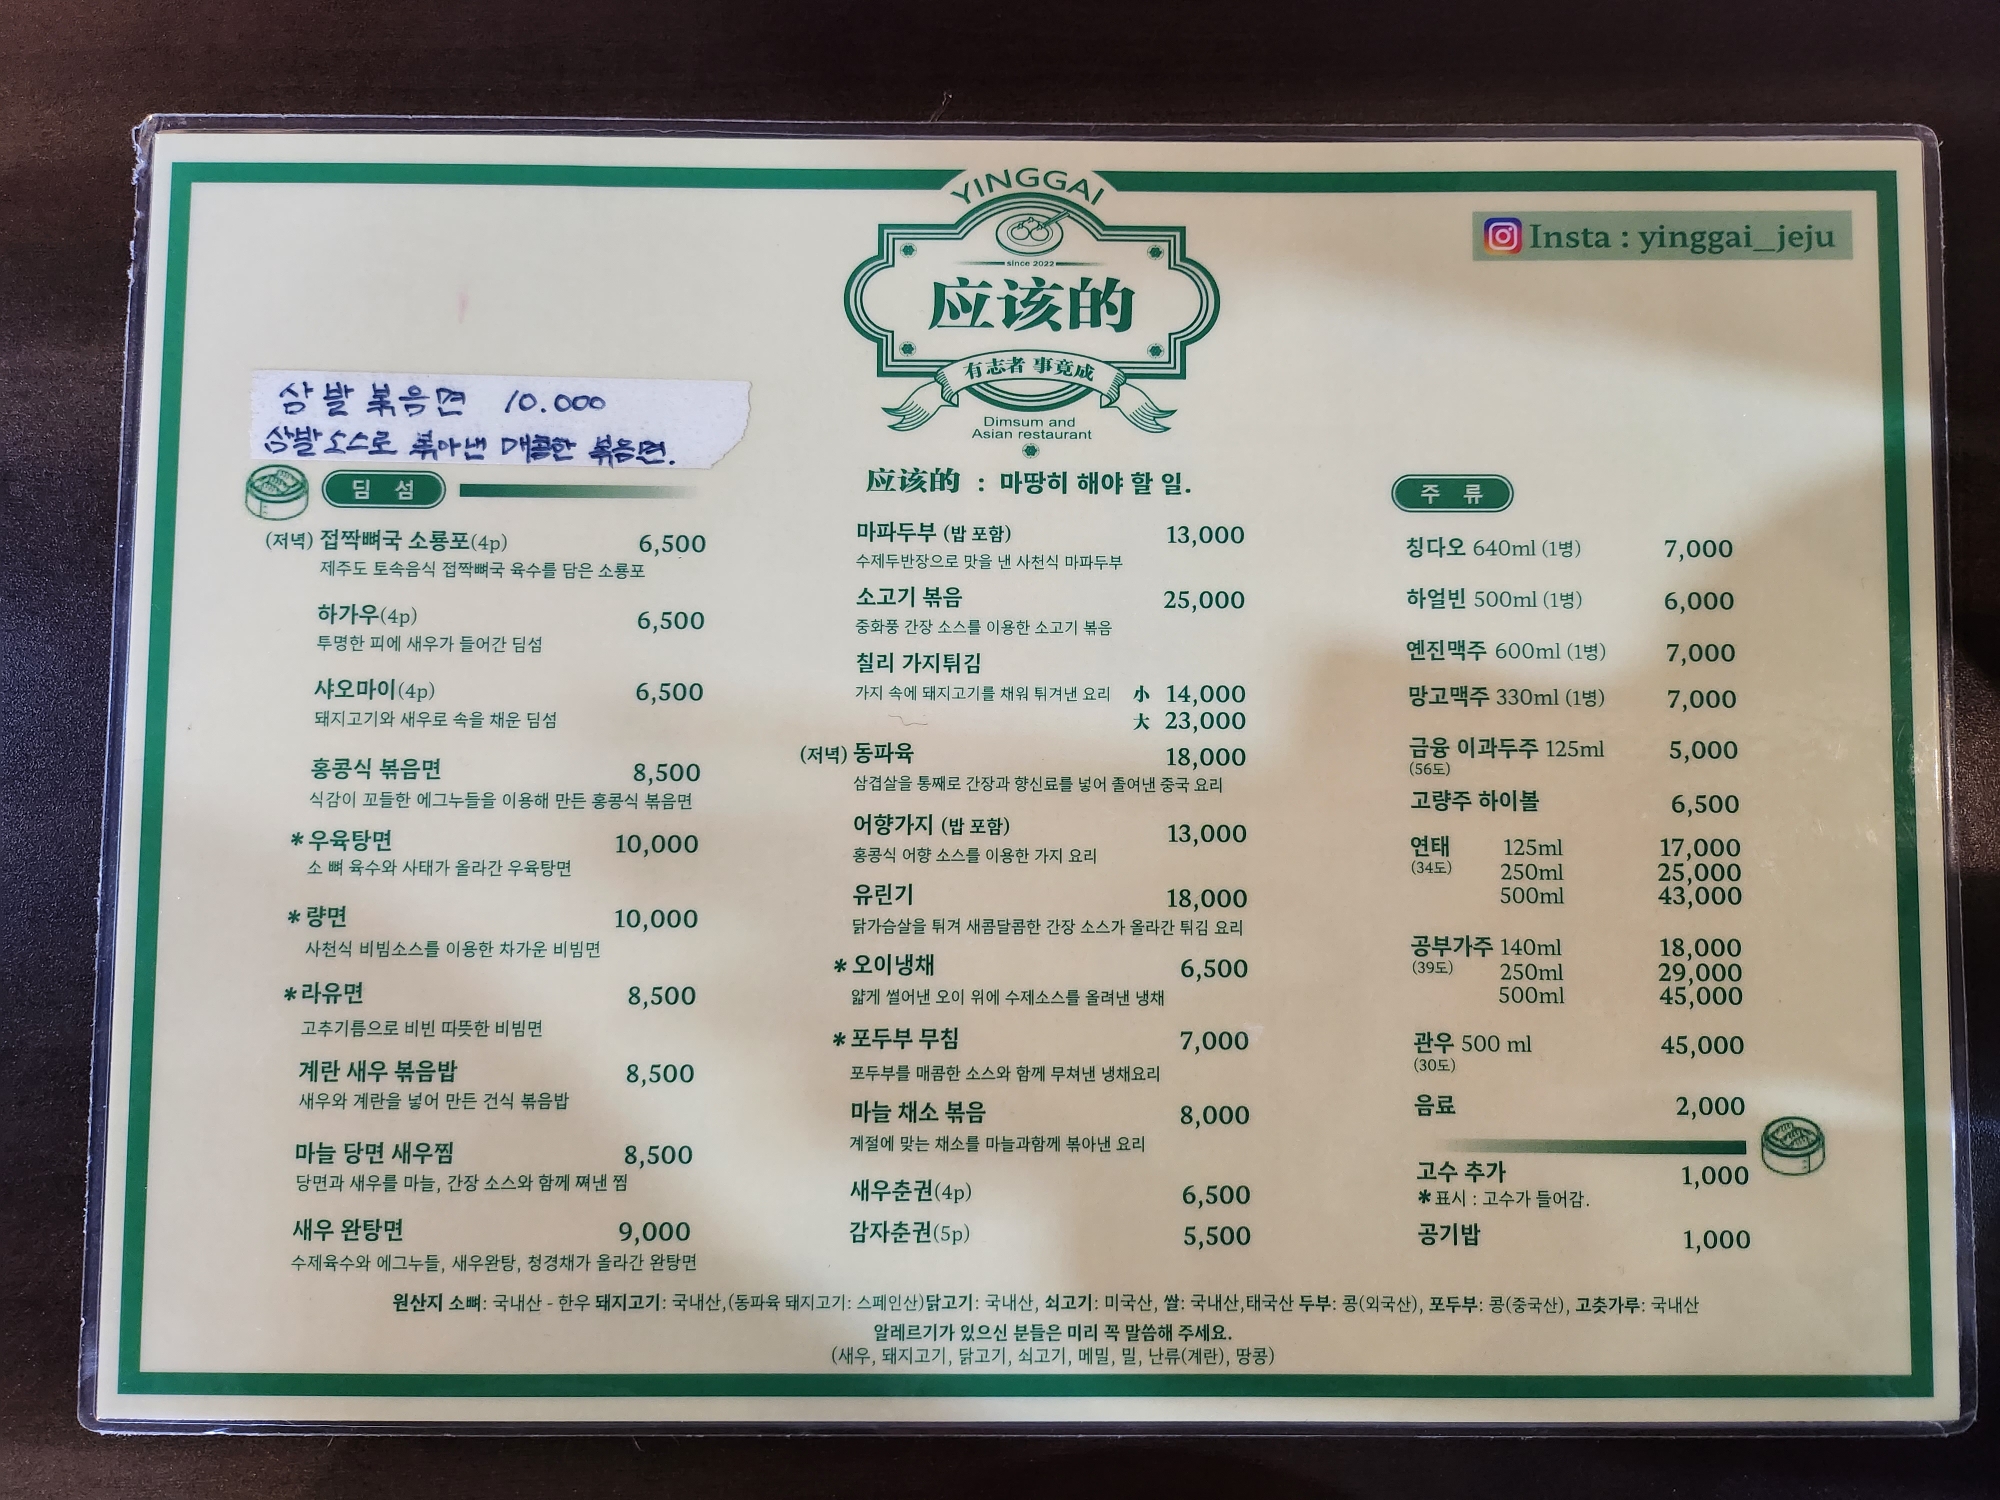 YINGGAI
since 2022
应该的
有志者 事竟成
Dimsum and
Asian restaurant
Insta : yinggai_jeju
삼발 볶음면 10.000
삼발소스로 볶아낸 매콤한 볶음면.
딤 섬
(저녁) 접짝뼈국 소룡포(4p) 6,500
제주도 토속음식 접짝뼈국 육수를 담은 소룡포
하가우(4p) 6,500
투명한 피에 새우가 들어간 딤섬
샤오마이(4p) 6,500
돼지고기와 새우로 속을 채운 딤섬
홍콩식 볶음면 8,500
식감이 꼬들한 에그누들을 이용해 만든 홍콩식 볶음면
*우육탕면 10,000
소 뼈 육수와 사태가 올라간 우육탕면
*량면 10,000
사천식 비빔소스를 이용한 차가운 비빔면
*라유면 8,500
고추기름으로 비빈 따뜻한 비빔면
계란 새우 볶음밥 8,500
새우와 계란을 넣어 만든 건식 볶음밥
마늘 당면 새우찜 8,500
당면과 새우를 마늘, 간장 소스와 함께 쪄낸 찜
새우 완탕면 9,000
수제육수와 에그누들, 새우완탕, 청경채가 올라간 완탕면
应该的 : 마땅히 해야 할 일.
마파두부 (밥 포함) 13,000
수제두반장으로 맛을 낸 사천식 마파두부
소고기 볶음 25,000
중화풍 간장 소스를 이용한 소고기 볶음
칠리 가지튀김
가지 속에 돼지고기를 채워 튀겨낸 요리 小 14,000
大 23,000
(저녁) 동파육 18,000
삼겹살을 통째로 간장과 향신료를 넣어 졸여낸 중국 요리
어향가지 (밥 포함) 13,000
홍콩식 어향 소스를 이용한 가지 요리
유린기 18,000
닭가슴살을 튀겨 새콤달콤한 간장 소스가 올라간 튀김 요리
*오이냉채 6,500
얇게 썰어낸 오이 위에 수제소스를 올려낸 냉채
*포두부 무침 7,000
포두부를 매콤한 소스와 함께 무쳐낸 냉채요리
마늘 채소 볶음 8,000
계절에 맞는 채소를 마늘과함께 볶아낸 요리
새우춘권(4p) 6,500
감자춘권(5p) 5,500
주 류
칭다오 640ml (1병) 7,000
하얼빈 500ml (1병) 6,000
옌진맥주 600ml (1병) 7,000
망고맥주 330ml (1병) 7,000
금용 이과두주 125ml 5,000
(56도)
고량주 하이볼 6,500
연태 125ml 17,000
(34도) 250ml 25,000
500ml 43,000
공부가주 140ml 18,000
(39도) 250ml 29,000
500ml 45,000
관우 500 ml 45,000
(30도)
음료 2,000
고수 추가 1,000
*표시 : 고수가 들어감.
공기밥 1,000
원산지 소뼈: 국내산 - 한우 돼지고기: 국내산,(동파육 돼지고기: 스페인산)닭고기: 국내산, 쇠고기: 미국산, 쌀: 국내산,태국산 두부: 콩(외국산), 포두부: 콩(중국산), 고춧가루: 국내산
알레르기가 있으신 분들은 미리 꼭 말씀해 주세요.
(새우, 돼지고기, 닭고기, 쇠고기, 메밀, 밀, 난류(계란), 땅콩)